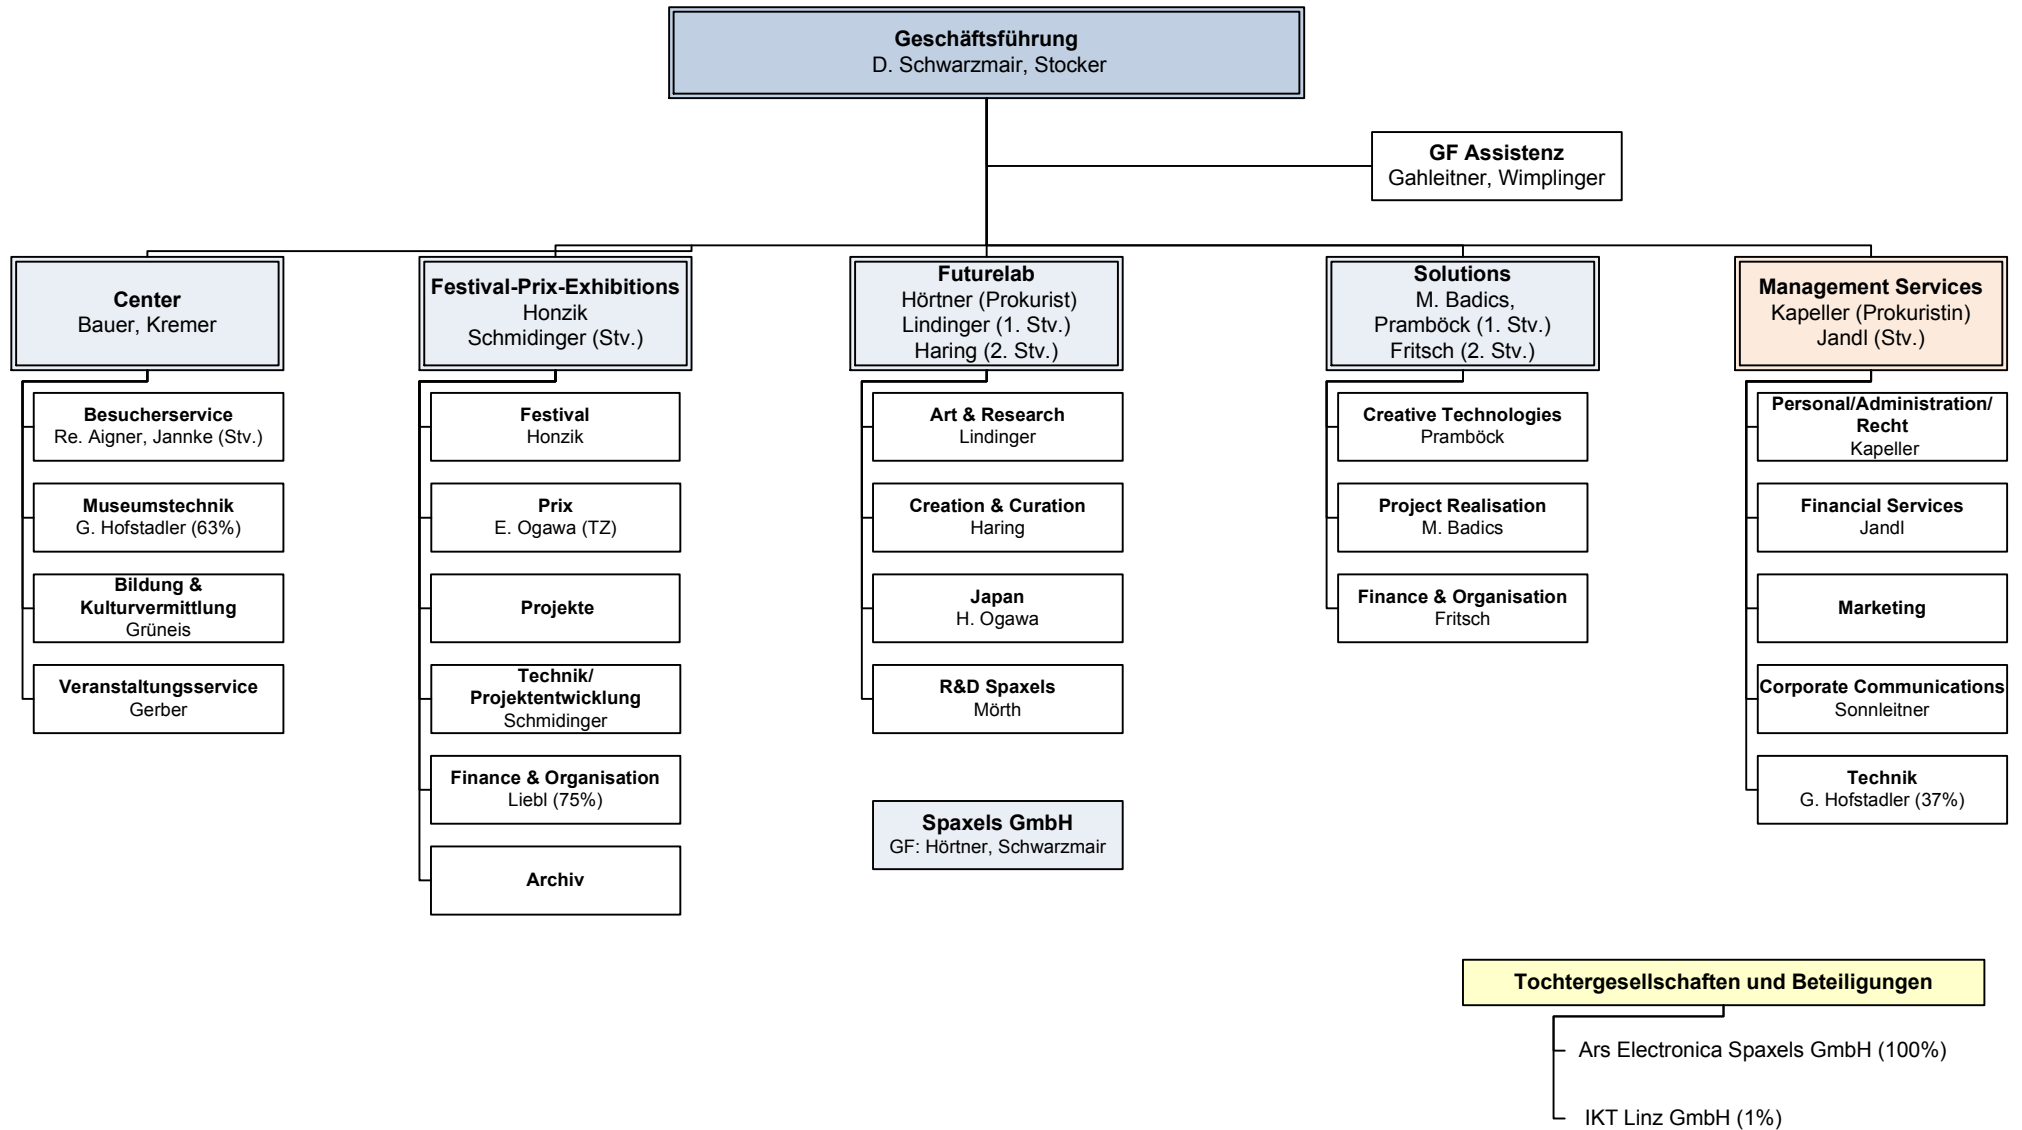 Geschäftsführung
D. Schwarzmair, Stocker
GF Assistenz
Gahleitner, Wimplinger
Center
Bauer, Kremer
Besucherservice
Re. Aigner, Jannke (Stv.)
Museumstechnik
G. Hofstadler (63%)
Bildung &
Kulturvermittlung
Grüneis
Veranstaltungsservice
Gerber
Festival-Prix-Exhibitions
Honzik
Schmidinger (Stv.)
Festival
Honzik
Prix
E. Ogawa (TZ)
Projekte
Technik/
Projektentwicklung
Schmidinger
Finance & Organisation
Liebl (75%)
Archiv
Futurelab
Hörtner (Prokurist)
Lindinger (1. Stv.)
Haring (2. Stv.)
Art & Research
Lindinger
Creation & Curation
Haring
Japan
H. Ogawa
R&D Spaxels
Mörth
Spaxels GmbH
GF: Hörtner, Schwarzmair
Solutions
M. Badics,
Pramböck (1. Stv.)
Fritsch (2. Stv.)
Creative Technologies
Pramböck
Project Realisation
M. Badics
Finance & Organisation
Fritsch
Management Services
Kapeller (Prokuristin)
Jandl (Stv.)
Personal/Administration/
Recht
Kapeller
Financial Services
Jandl
Marketing
Corporate Communications
Sonnleitner
Technik
G. Hofstadler (37%)
Tochtergesellschaften und Beteiligungen
Ars Electronica Spaxels GmbH (100%)
IKT Linz GmbH (1%)